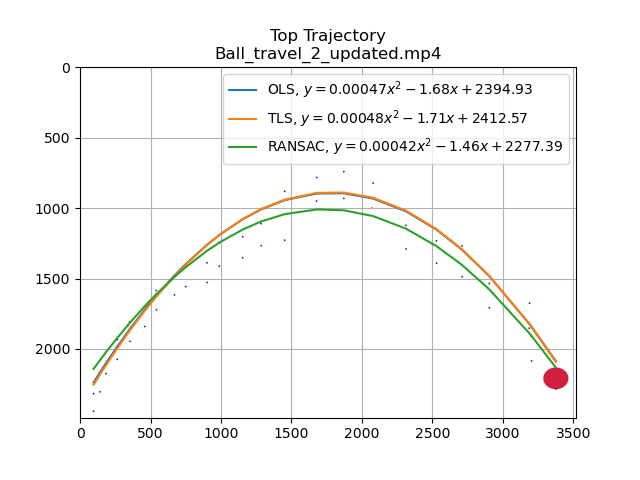 Top Trajectory
Ball_travel_2_updated.mp4
OLS, y = 0.00047x² − 1.68x + 2394.93
TLS, y = 0.00048x² − 1.71x + 2412.57
RANSAC, y = 0.00042x² − 1.46x + 2277.39
0
500
1000
1500
2000
0 500 1000 1500 2000 2500 3000 3500